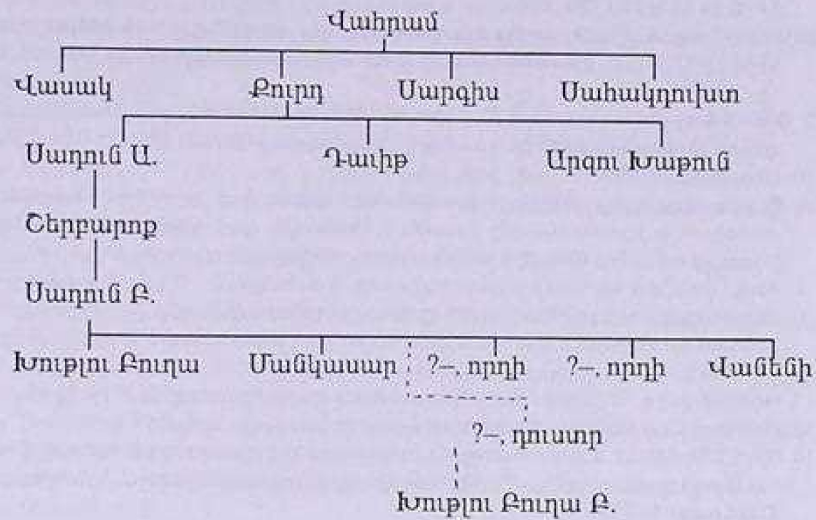 Վահրամ
Վասակ Քուրդ Սարգիս Սահակդուխտ
Սադուն Ա. Դաւիթ Արզու Խաթուն
Շերբարոք
Սադուն Բ.
Խութլու Բուղա Մանկասար ?–, որդի ?–, որդի Վանենի
?–, դուստր
Խութլու Բուղա Բ.